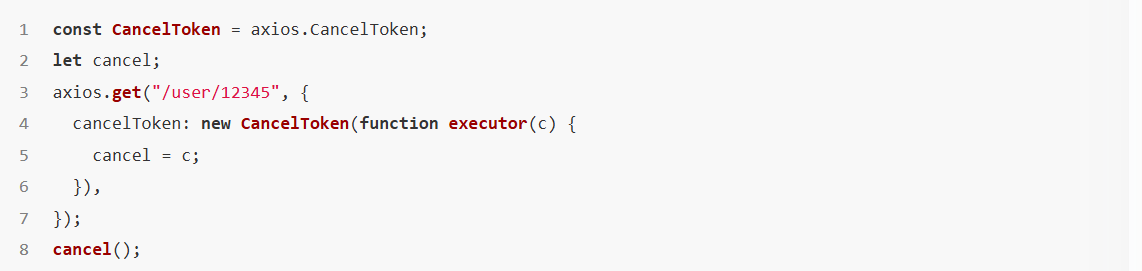 1 const CancelToken = axios.CancelToken;
2 let cancel;
3 axios.get("/user/12345", {
4   cancelToken: new CancelToken(function executor(c) {
5     cancel = c;
6   }),
7 });
8 cancel();